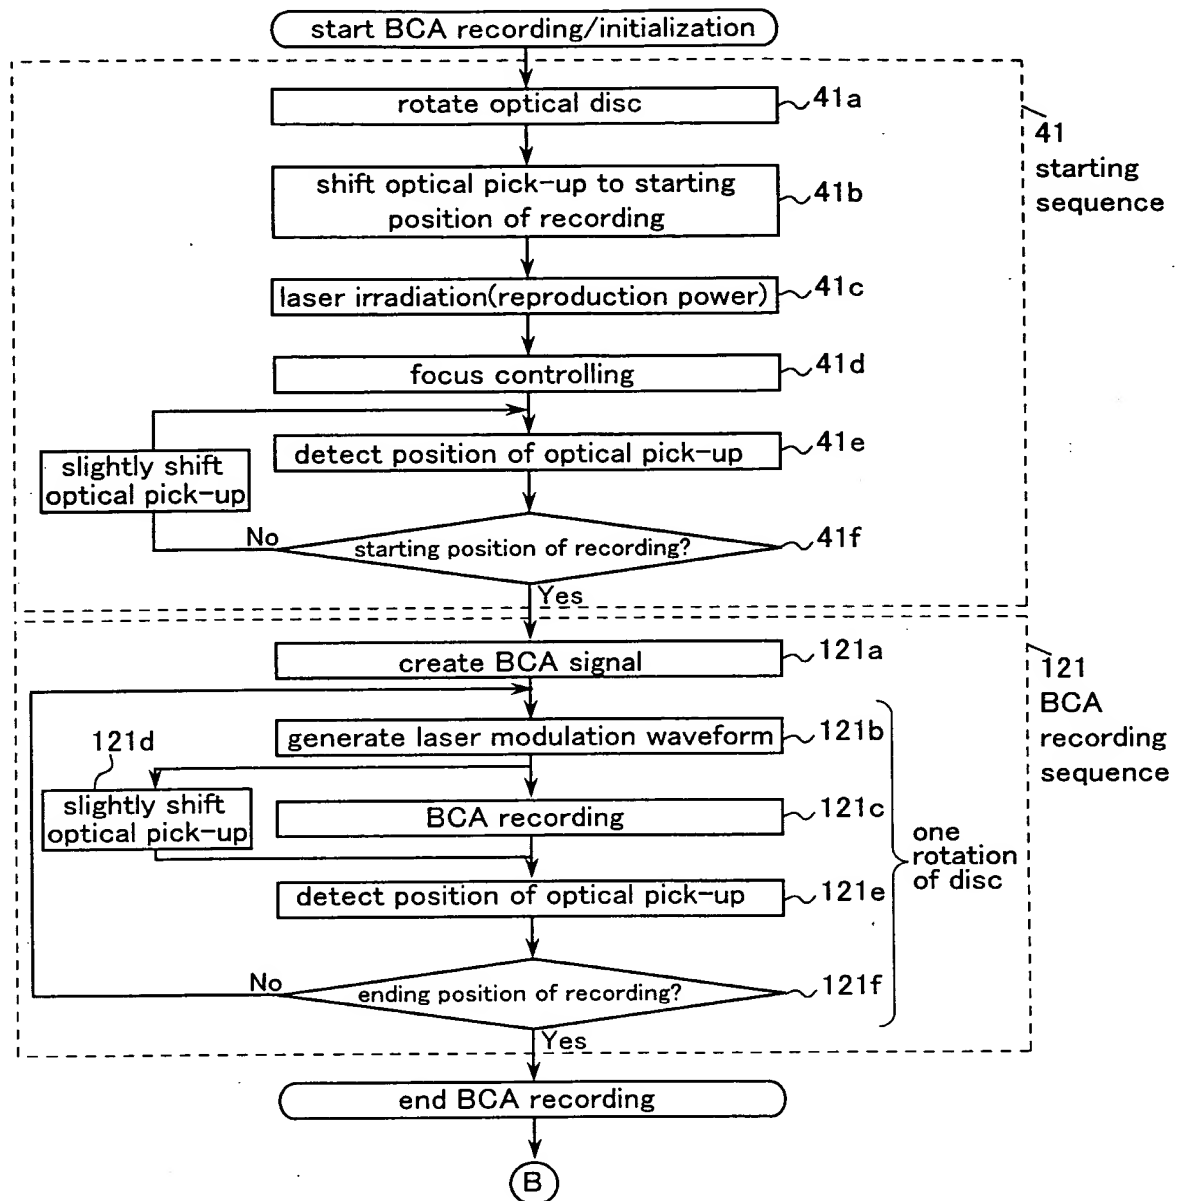 start BCA recording/initialization
rotate optical disc
41a
41
starting
sequence
shift optical pick-up to starting
position of recording
41b
laser irradiation(reproduction power)
41c
focus controlling
41d
detect position of optical pick-up
41e
slightly shift
optical pick-up
No
starting position of recording?
41f
Yes
create BCA signal
121a
121
BCA
recording
sequence
generate laser modulation waveform
121b
121d
slightly shift
optical pick-up
BCA recording
121c
one
rotation
of disc
detect position of optical pick-up
121e
No
ending position of recording?
121f
Yes
end BCA recording
B